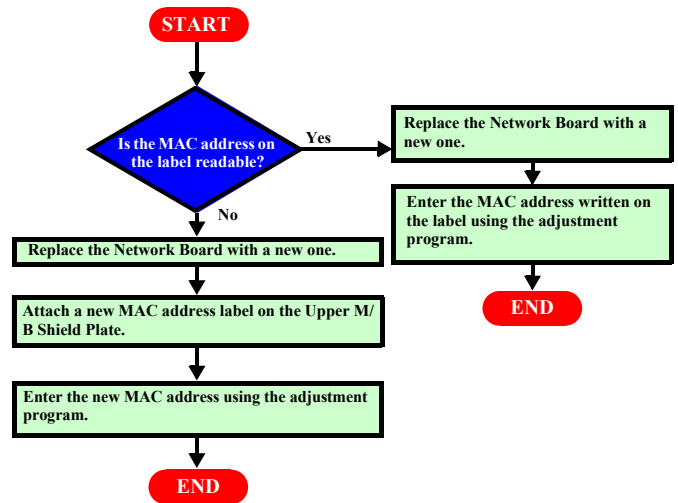 START
Is the MAC address on
the label readable?
Yes
Replace the Network Board with a
new one.
Enter the MAC address written on
the label using the adjustment
program.
END
No
Replace the Network Board with a new one.
Attach a new MAC address label on the Upper M/
B Shield Plate.
Enter the new MAC address using the adjustment
program.
END